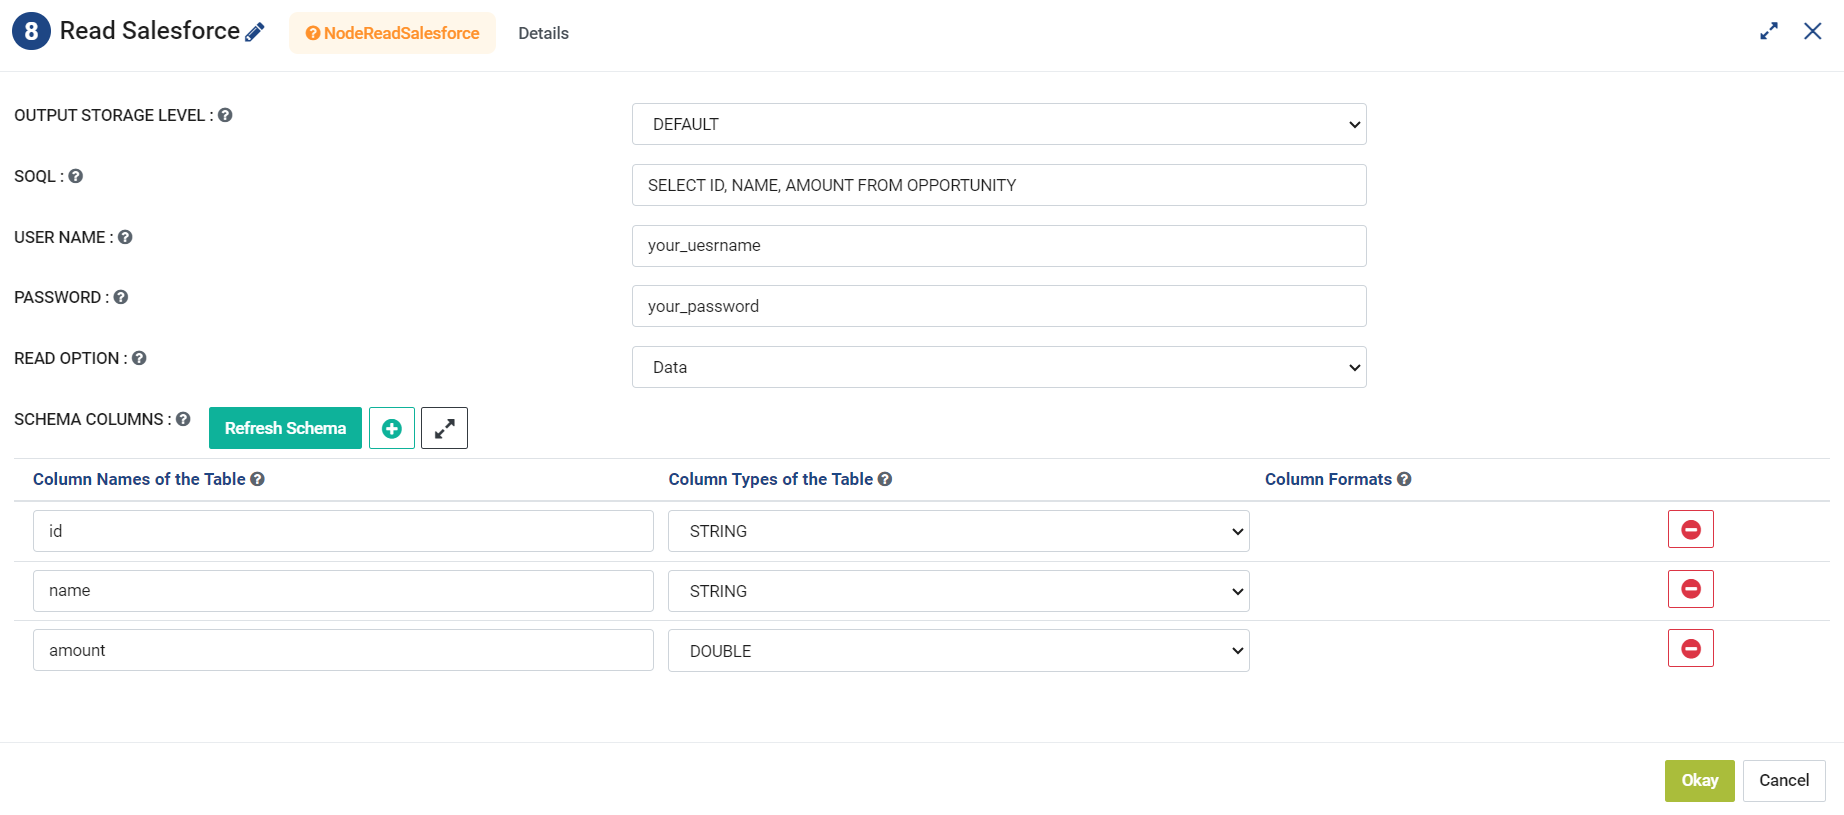 8 Read Salesforce NodeReadSalesforce Details
OUTPUT STORAGE LEVEL : DEFAULT
SOQL : SELECT ID, NAME, AMOUNT FROM OPPORTUNITY
USER NAME : your_uesrname
PASSWORD : your_password
READ OPTION : Data
SCHEMA COLUMNS : Refresh Schema
Column Names of the Table Column Types of the Table Column Formats
id STRING
name STRING
amount DOUBLE
Okay Cancel